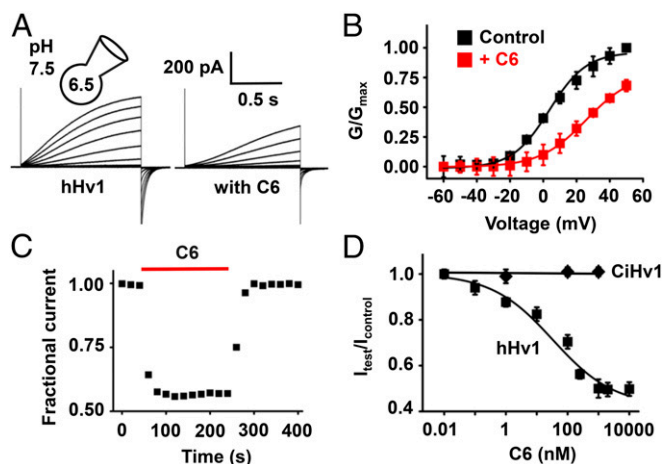 A
pH
7.5
6.5
200 pA
0.5 s
hHv1
with C6
B
G/Gmax
1.00
0.75
0.50
0.25
0.00
Control
+ C6
-60 -40 -20 0 20 40 60
Voltage (mV)
C
C6
Fractional current
1.00
0.75
0.50
0 100 200 300 400
Time (s)
D
CiHv1
hHv1
Itest/Icontrol
1.0
0.8
0.6
0.4
0.01 1 100 10000
C6 (nM)